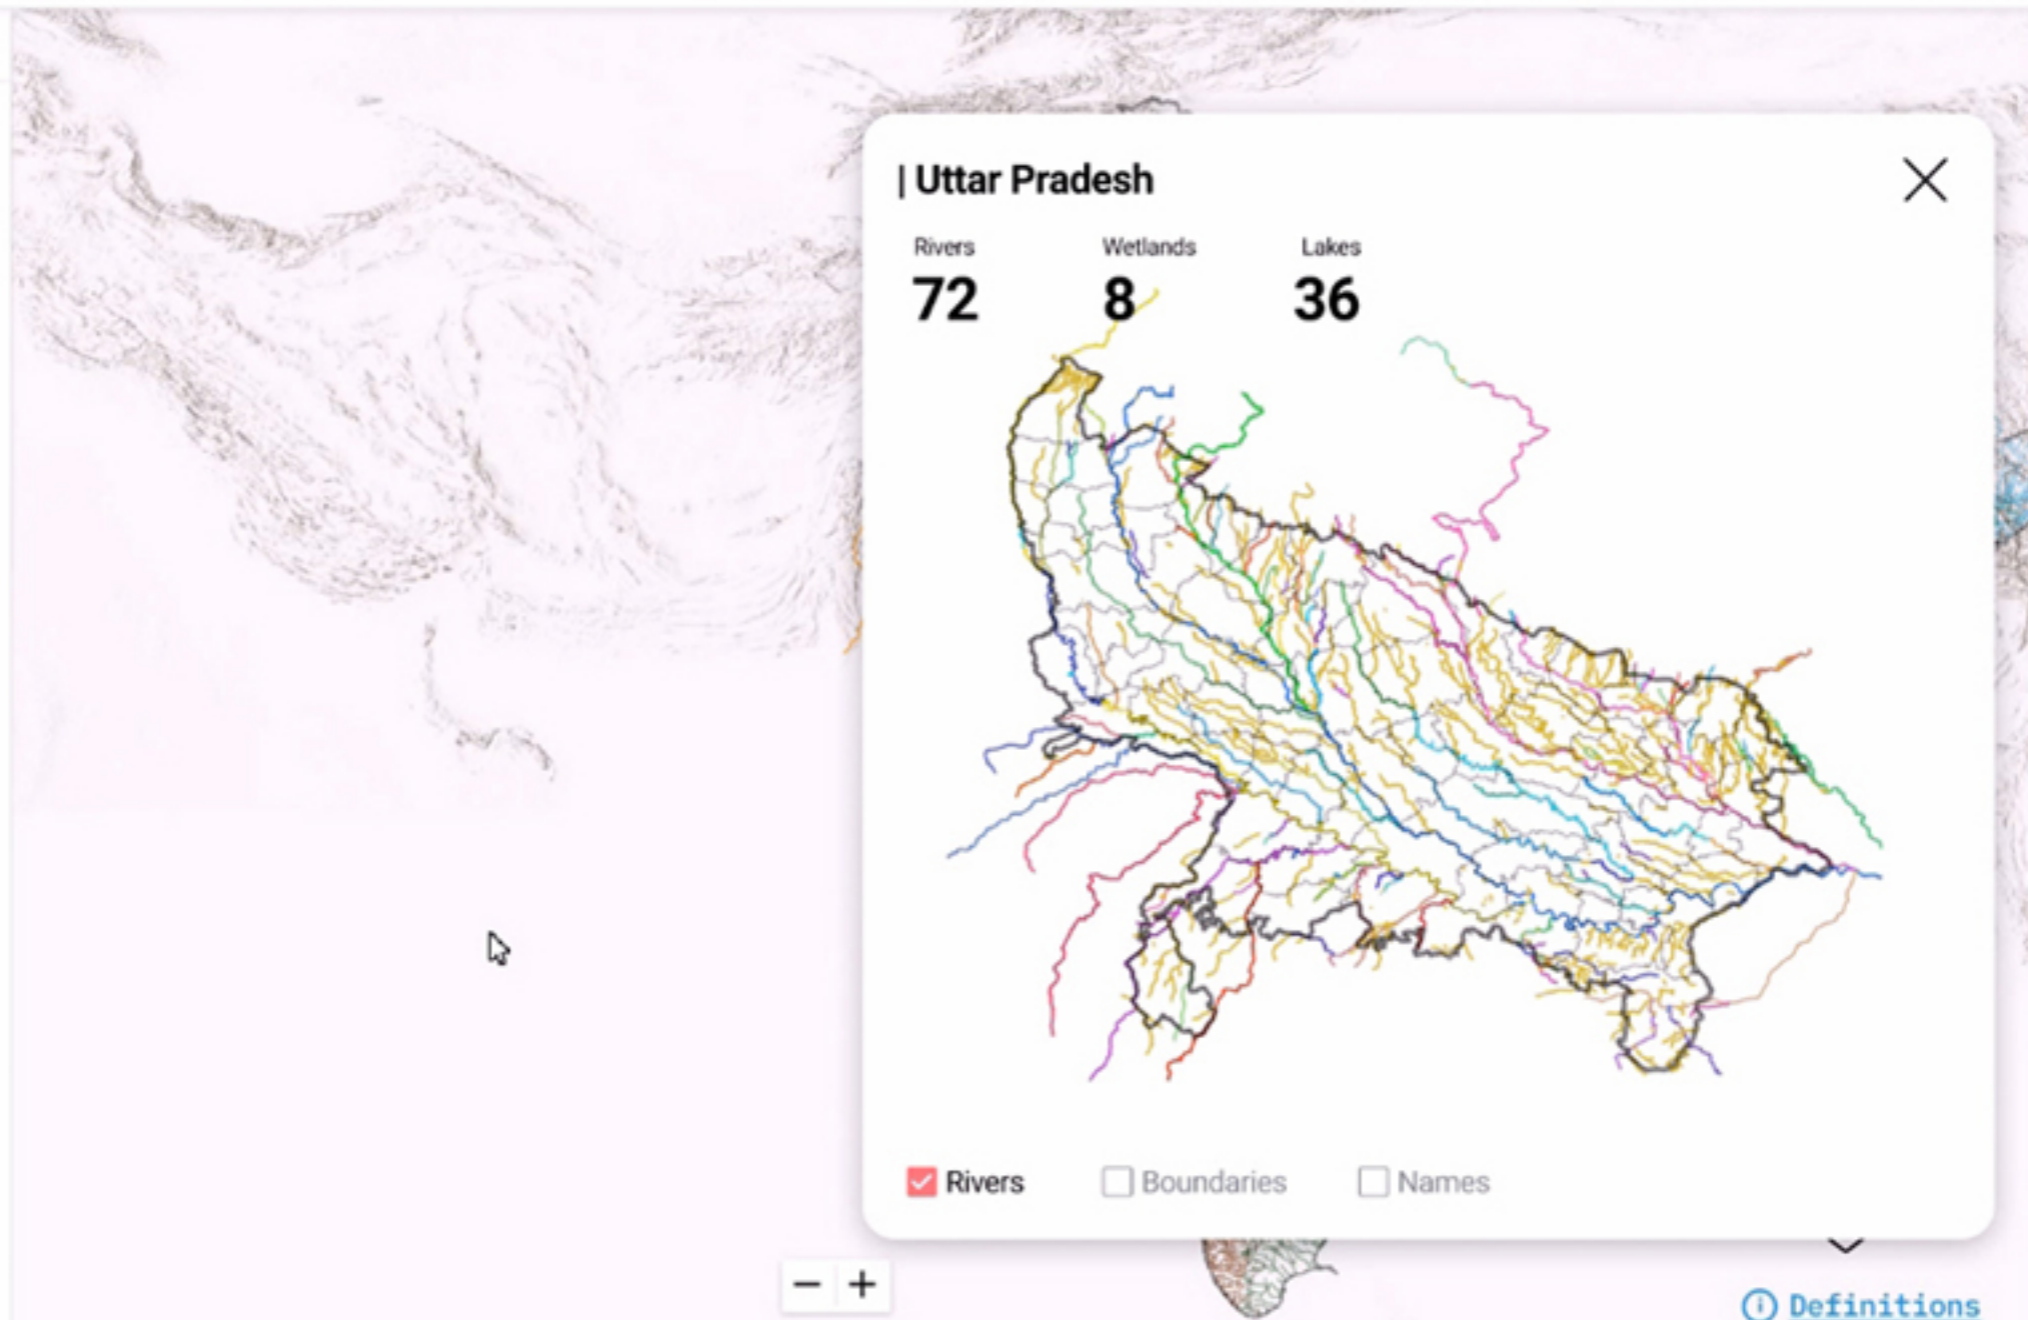 | Uttar Pradesh
Rivers Wetlands Lakes
72 8 36
Rivers Boundaries Names
Definitions